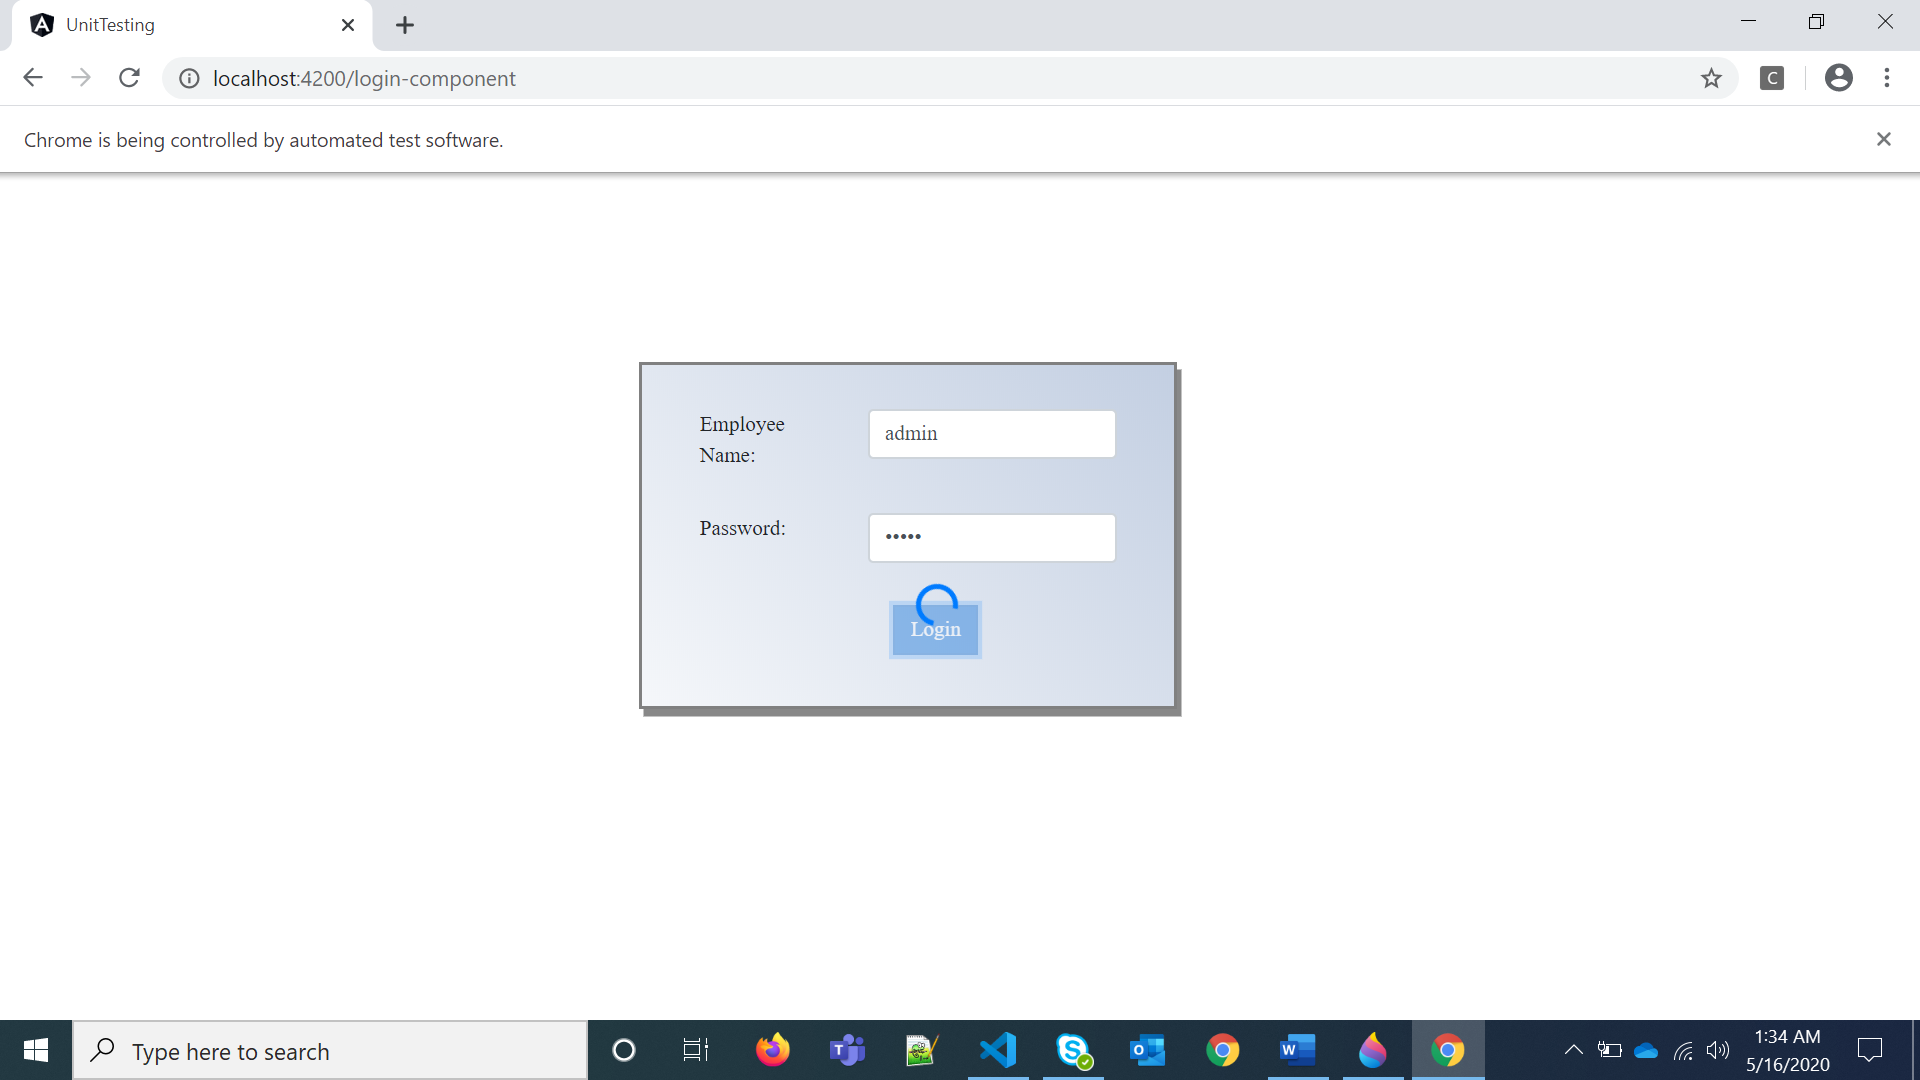 UnitTesting
localhost:4200/login-component
C
Chrome is being controlled by automated test software.
Employee
Name:
admin
Password:
•••••
Login
Type here to search
1:34 AM
5/16/2020